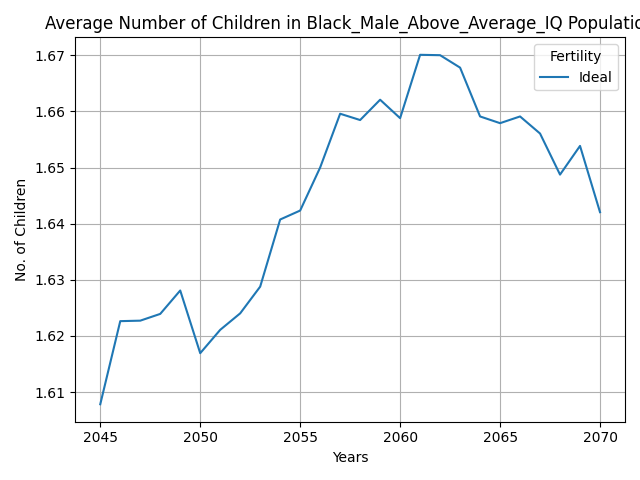 Average Number of Children in Black_Male_Above_Average_IQ Populatio
Fertility
Ideal
No. of Children
1.67
1.66
1.65
1.64
1.63
1.62
1.61
2045 2050 2055 2060 2065 2070
Years